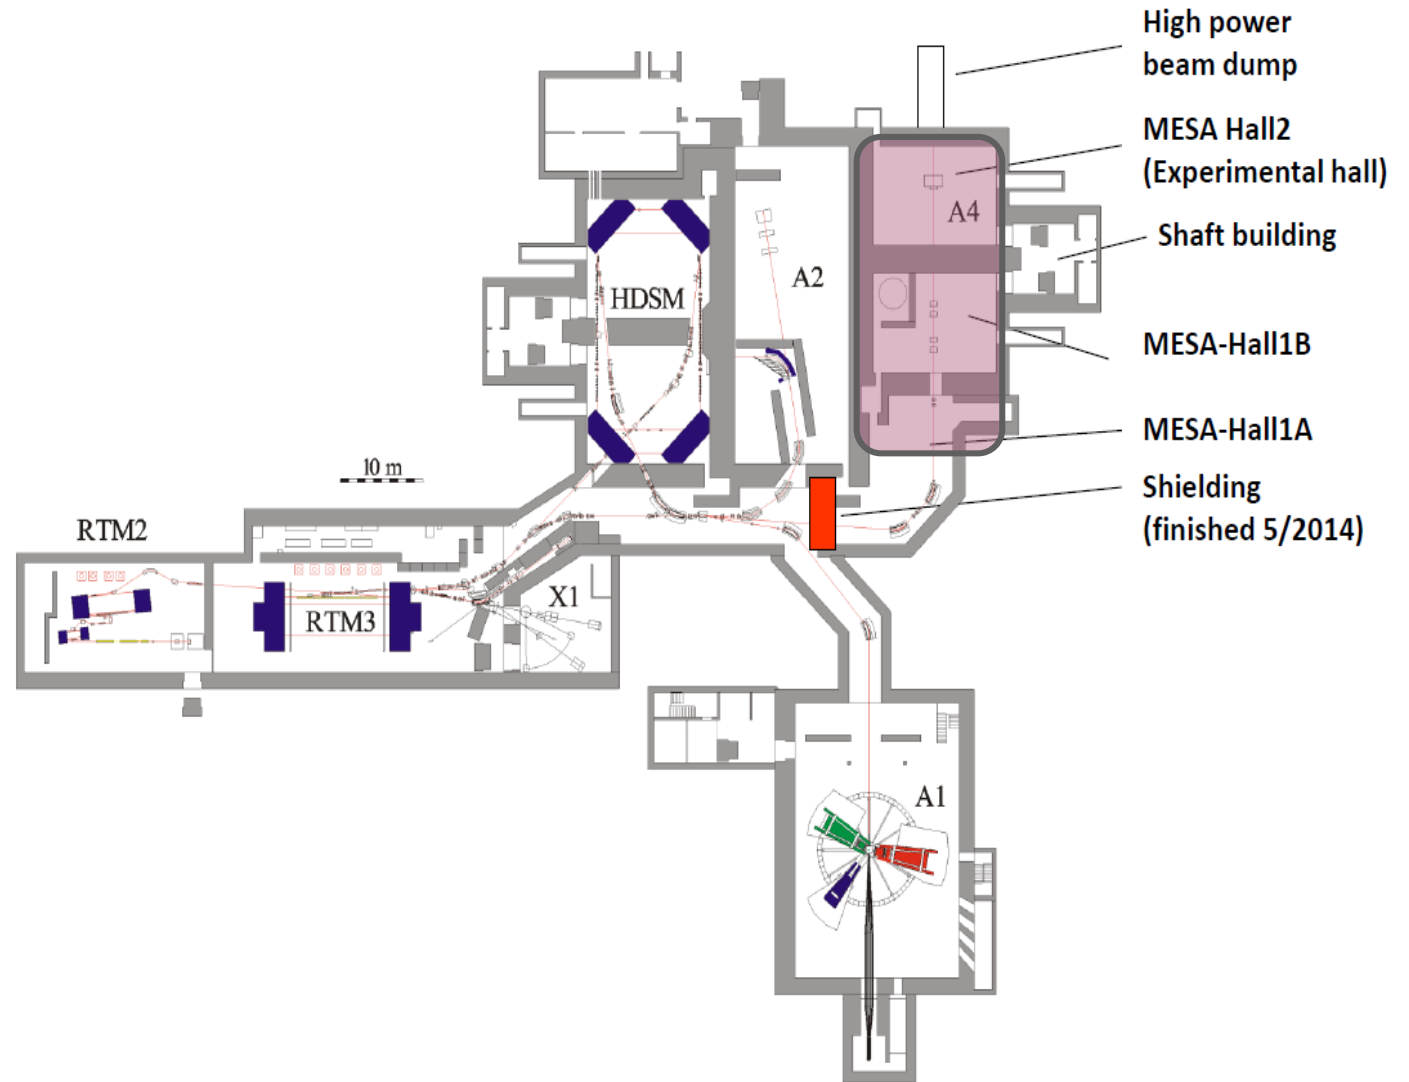 High power
beam dump
MESA Hall2
(Experimental hall)
A4
Shaft building
A2
HDSM
MESA-Hall1B
MESA-Hall1A
10 m
Shielding
(finished 5/2014)
RTM2
X1
RTM3
A1